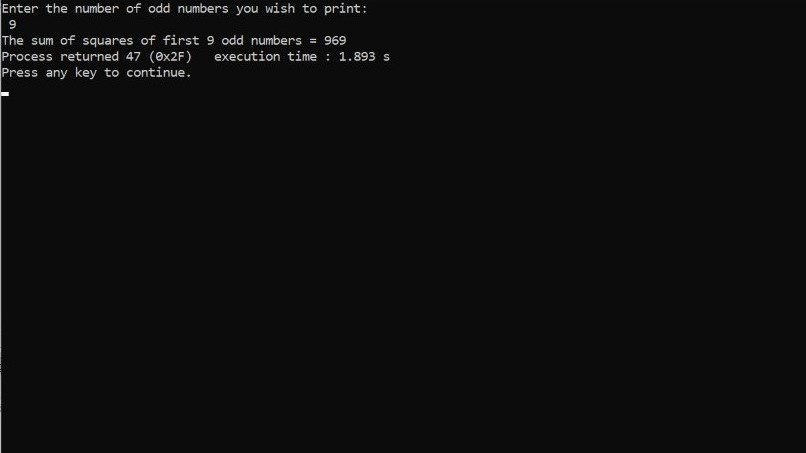 Enter the number of odd numbers you wish to print:
9
The sum of squares of first 9 odd numbers = 969
Process returned 47 (0x2F)   execution time : 1.893 s
Press any key to continue.